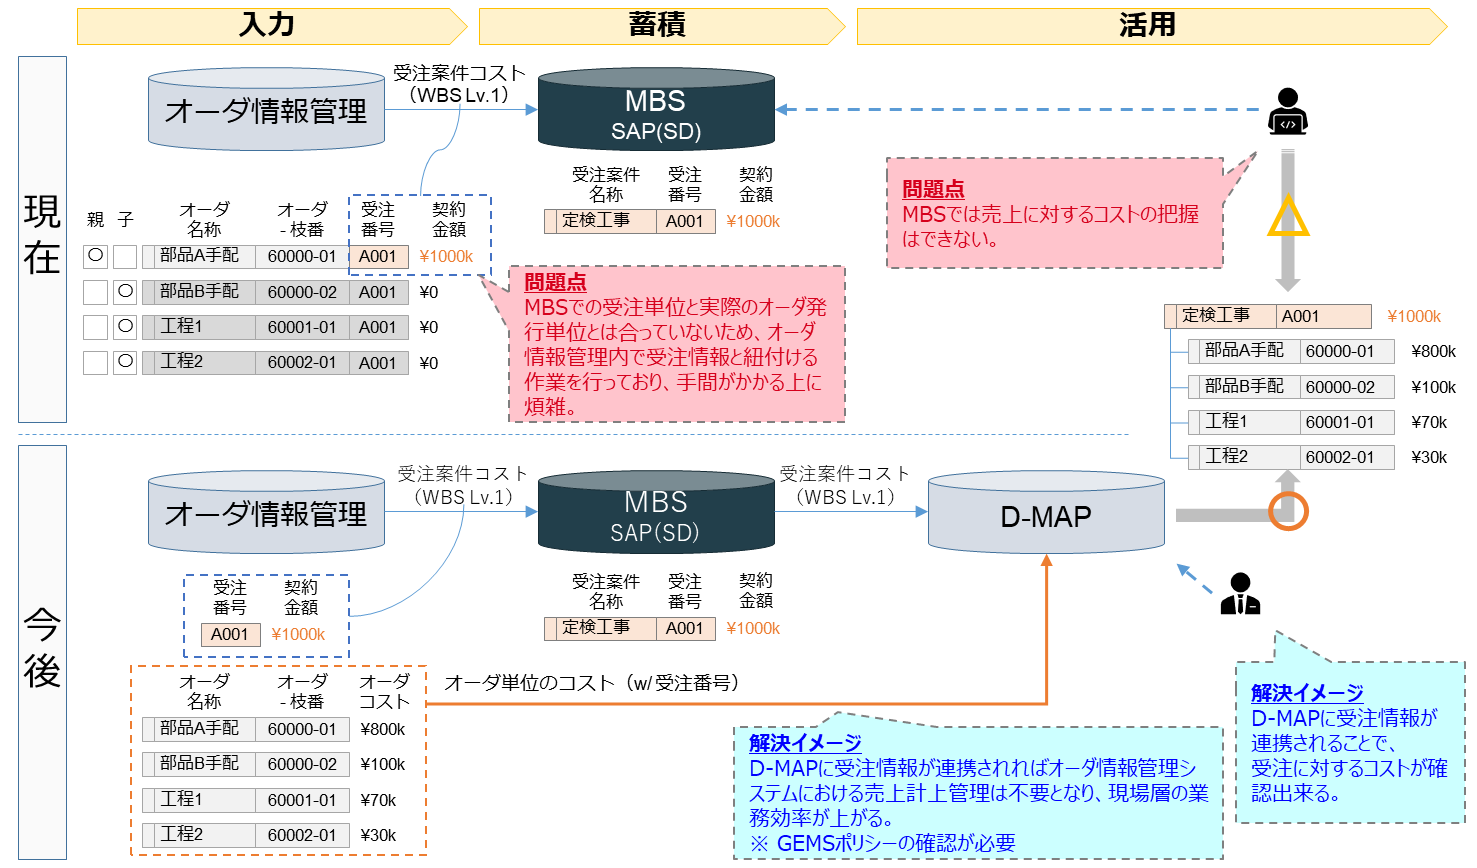 入力
蓄積
活用
現在
オーダ情報管理
受注案件コスト
（WBS Lv.1）
MBS
SAP(SD)
受注案件
名称
受注
番号
契約
金額
定検工事 A001 ¥1000k
親 子
オーダ
名称
オーダ
- 枝番
受注
番号
契約
金額
〇 部品A手配 60000-01 A001 ¥1000k
〇 部品B手配 60000-02 A001 ¥0
〇 工程1 60001-01 A001 ¥0
〇 工程2 60002-01 A001 ¥0
問題点
MBSでの受注単位と実際のオーダ発
行単位とは合っていないため、オーダ
情報管理内で受注情報と紐付ける
作業を行っており、手間がかかる上に
煩雑。
問題点
MBSでは売上に対するコストの把握
はできない。
定検工事 A001 ¥1000k
部品A手配 60000-01 ¥800k
部品B手配 60000-02 ¥100k
工程1 60001-01 ¥70k
工程2 60002-01 ¥30k
今後
オーダ情報管理
受注案件コスト
（WBS Lv.1）
MBS
SAP(SD)
受注案件コスト
（WBS Lv.1）
D-MAP
受注
番号
契約
金額
A001 ¥1000k
受注案件
名称
受注
番号
契約
金額
定検工事 A001 ¥1000k
オーダ
名称
オーダ
- 枝番
オーダ
コスト
部品A手配 60000-01 ¥800k
部品B手配 60000-02 ¥100k
工程1 60001-01 ¥70k
工程2 60002-01 ¥30k
オーダ単位のコスト（w/ 受注番号）
解決イメージ
D-MAPに受注情報が連携されればオーダ情報管理シ
ステムにおける売上計上管理は不要となり、現場層の業
務効率が上がる。
※ GEMSポリシーの確認が必要
解決イメージ
D-MAPに受注情報が
連携されることで、
受注に対するコストが確
認出来る。